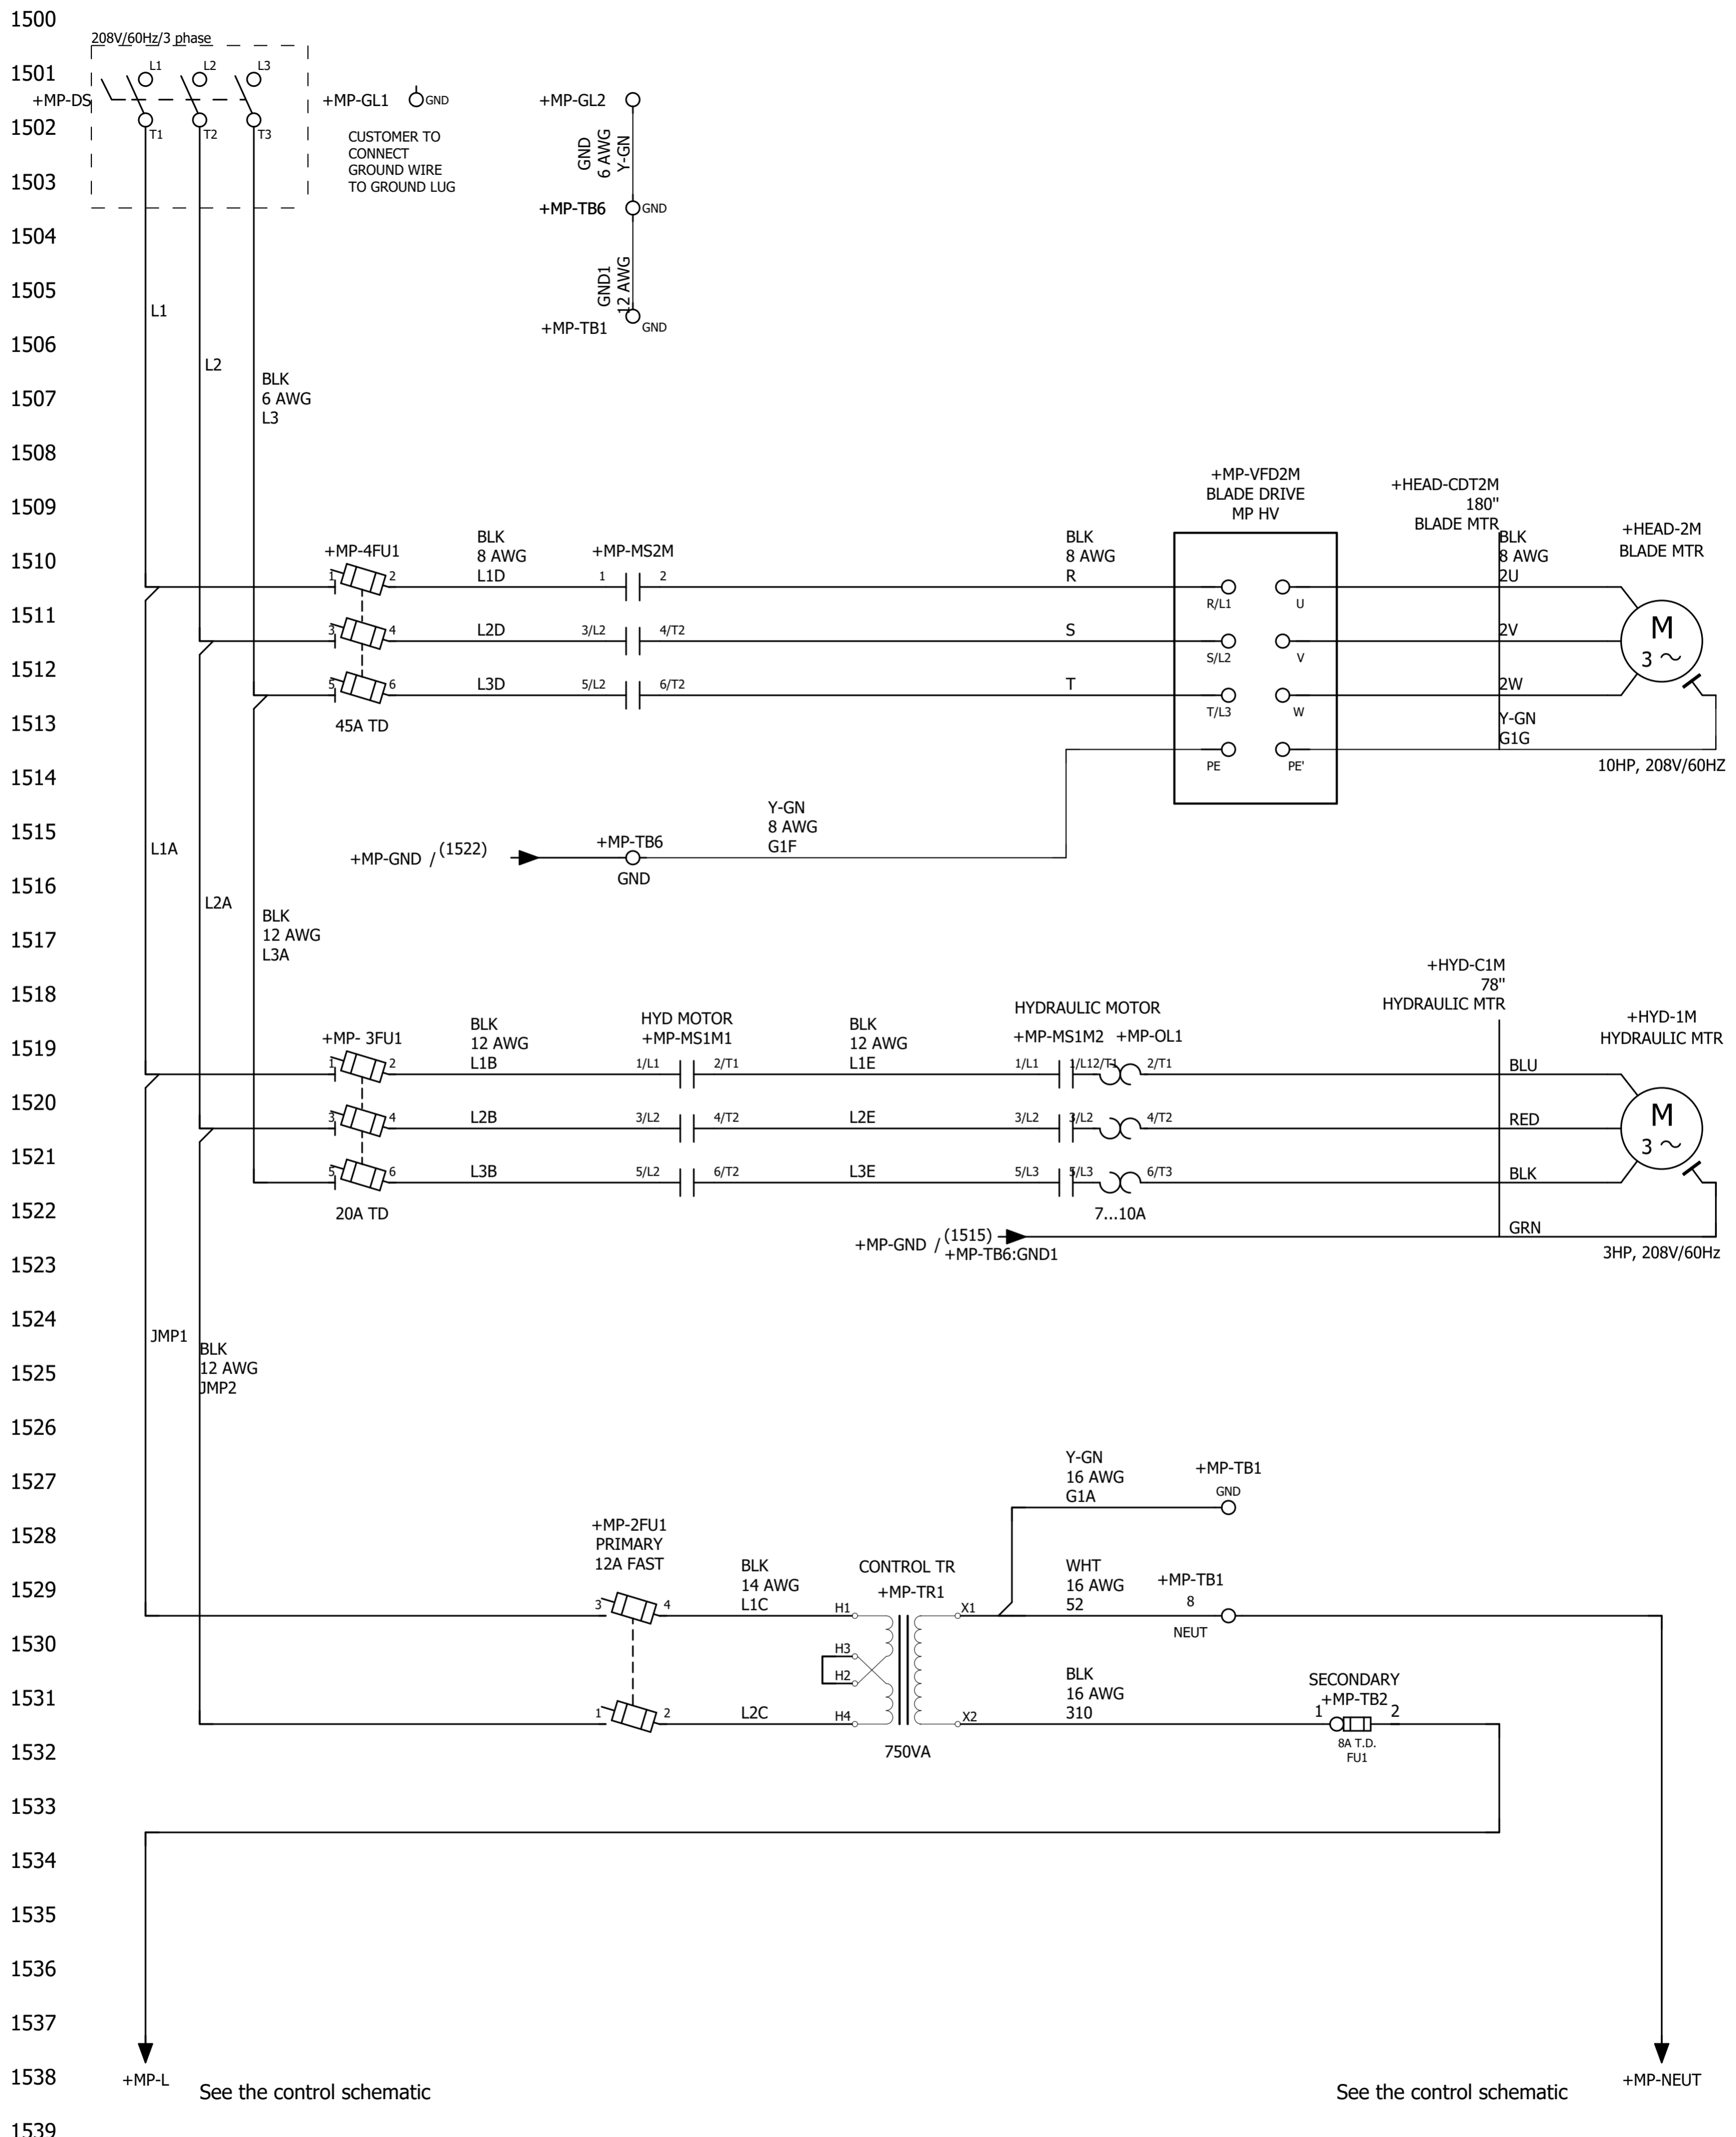 1500
208V/60Hz/3 phase
1501
L1
L2
L3
+MP-DS
+MP-GL1
GND
+MP-GL2
1502
T1
T2
T3
CUSTOMER TO
CONNECT
GROUND WIRE
TO GROUND LUG
GND
6 AWG
Y-GN
1503
+MP-TB6
GND
1504
1505
GND1
12 AWG
L1
+MP-TB1
GND
1506
L2
1507
BLK
6 AWG
L3
1508
+MP-VFD2M
BLADE DRIVE
MP HV
+HEAD-CDT2M
180"
BLADE MTR
1509
+HEAD-2M
BLADE MTR
1510
+MP-4FU1
BLK
8 AWG
L1D
+MP-MS2M
BLK
8 AWG
R
BLK
8 AWG
2U
1
2
1
2
R/L1
U
1511
3
4
L2D
3/L2
4/T2
S
S/L2
V
2V
M
3 ~
1512
5
6
L3D
5/L2
6/T2
T
T/L3
W
2W
1513
45A TD
Y-GN
G1G
PE
PE'
10HP, 208V/60HZ
1514
1515
Y-GN
8 AWG
G1F
L1A
+MP-GND / (1522)
+MP-TB6
GND
1516
L2A
1517
BLK
12 AWG
L3A
1518
+HYD-C1M
78"
HYDRAULIC MTR
+HYD-1M
HYDRAULIC MTR
1519
+MP- 3FU1
BLK
12 AWG
L1B
HYD MOTOR
+MP-MS1M1
BLK
12 AWG
L1E
HYDRAULIC MOTOR
+MP-MS1M2
+MP-OL1
1
2
1/L1
2/T1
1/L1
1/L1
2/T1
2/T1
BLU
1520
3
4
L2B
3/L2
4/T2
L2E
3/L2
3/L2
4/T2
RED
M
3 ~
1521
5
6
L3B
5/L2
6/T2
L3E
5/L3
5/L3
6/T3
BLK
1522
20A TD
7...10A
+MP-GND / (1515)
+MP-TB6:GND1
GRN
3HP, 208V/60Hz
1523
1524
JMP1
1525
BLK
12 AWG
JMP2
1526
1527
Y-GN
16 AWG
G1A
+MP-TB1
GND
1528
+MP-2FU1
PRIMARY
12A FAST
1529
BLK
14 AWG
L1C
CONTROL TR
+MP-TR1
WHT
16 AWG
52
+MP-TB1
8
NEUT
3
4
H1
X1
1530
H3
H2
1531
BLK
16 AWG
310
SECONDARY
+MP-TB2
1
2
1
2
L2C
H4
X2
8A T.D.
FU1
1532
750VA
1533
1534
1535
1536
1537
1538
+MP-L
See the control schematic
See the control schematic
+MP-NEUT
1539